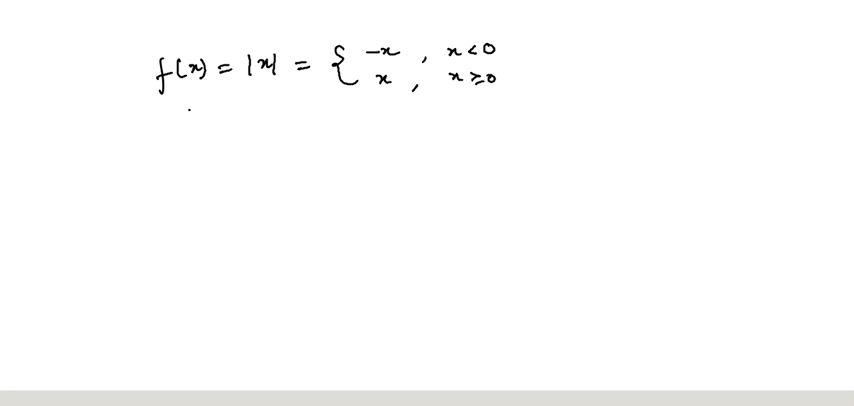 f(x) = |x| = { -x , x < 0
x , x ≥ 0